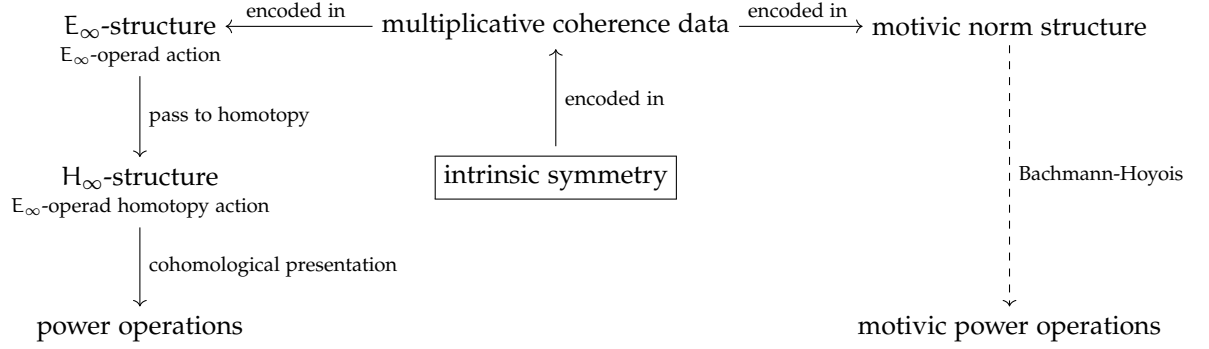 encoded in
encoded in
E∞-structure
multiplicative coherence data
motivic norm structure
E∞-operad action
encoded in
pass to homotopy
intrinsic symmetry
Bachmann-Hoyois
H∞-structure
E∞-operad homotopy action
cohomological presentation
power operations
motivic power operations